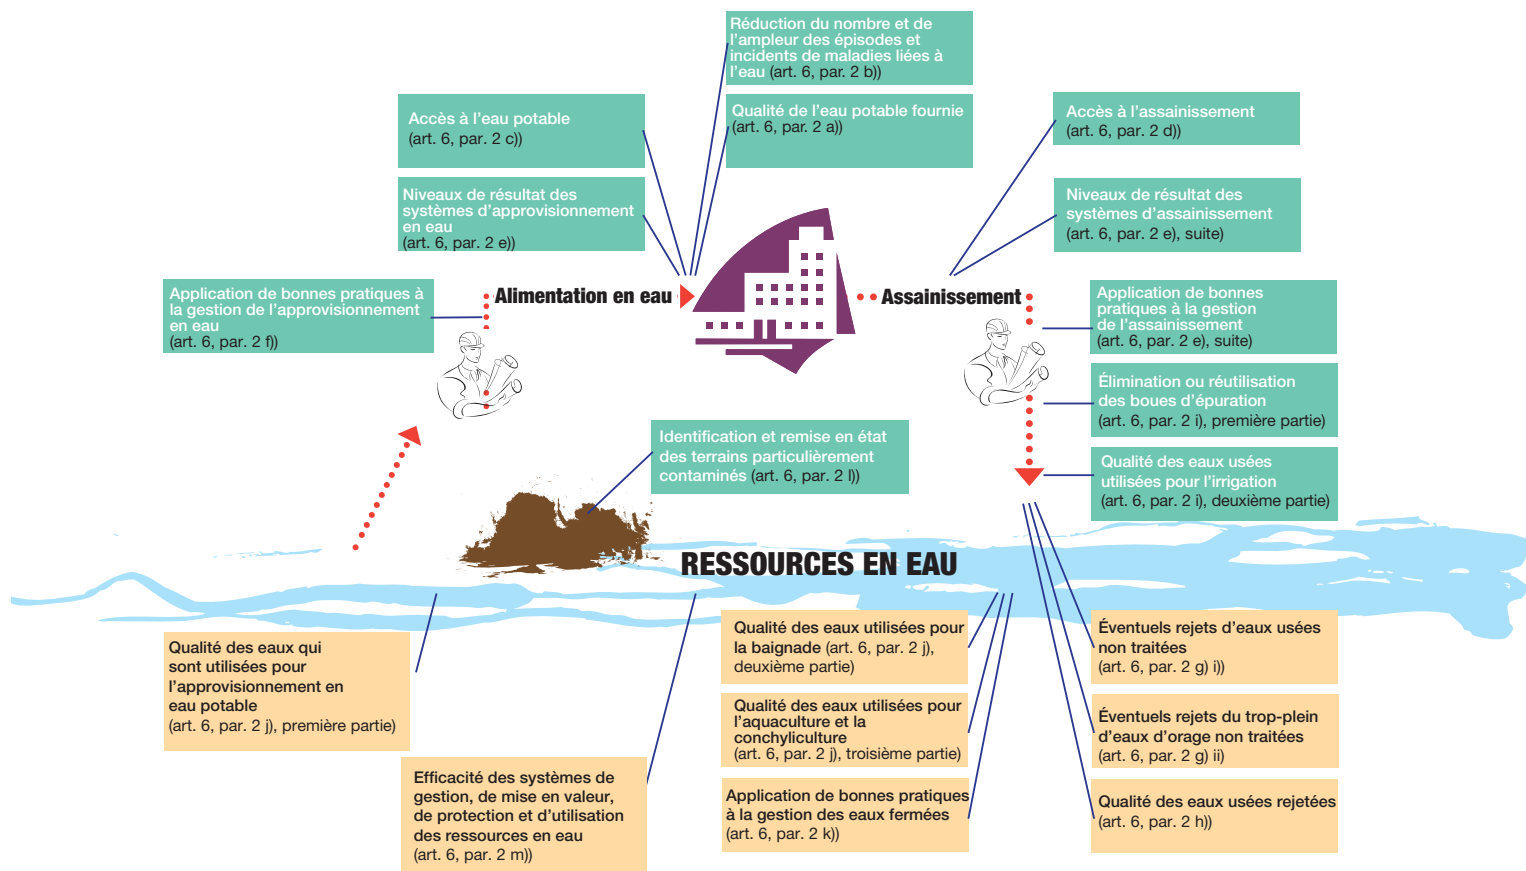 Réduction du nombre et de
l'ampleur des épisodes et
incidents de maladies liées à
l'eau (art. 6, par. 2 b))
Accès à l'eau potable
(art. 6, par. 2 c))
Qualité de l'eau potable fournie
(art. 6, par. 2 a))
Accès à l'assainissement
(art. 6, par. 2 d))
Niveaux de résultat des
systèmes d'approvisionnement
en eau
(art. 6, par. 2 e))
Niveaux de résultat des
systèmes d'assainissement
(art. 6, par. 2 e), suite)
Application de bonnes pratiques à
la gestion de l'approvisionnement
en eau
(art. 6, par. 2 f))
Alimentation en eau
Assainissement
Application de bonnes
pratiques à la gestion
de l'assainissement
(art. 6, par. 2 e), suite)
Élimination ou réutilisation
des boues d'épuration
(art. 6, par. 2 i), première partie)
Identification et remise en état
des terrains particulièrement
contaminés (art. 6, par. 2 l))
Qualité des eaux usées
utilisées pour l'irrigation
(art. 6, par. 2 i), deuxième partie)
RESSOURCES EN EAU
Qualité des eaux qui
sont utilisées pour
l'approvisionnement en
eau potable
(art. 6, par. 2 j), première partie)
Efficacité des systèmes de
gestion, de mise en valeur,
de protection et d'utilisation
des ressources en eau
(art. 6, par. 2 m))
Qualité des eaux utilisées pour
la baignade (art. 6, par. 2 j),
deuxième partie)
Qualité des eaux utilisées pour
l'aquaculture et la
conchyliculture
(art. 6, par. 2 j), troisième partie)
Application de bonnes pratiques
à la gestion des eaux fermées
(art. 6, par. 2 k))
Éventuels rejets d'eaux usées
non traitées
(art. 6, par. 2 g) i))
Éventuels rejets du trop-plein
d'eaux d'orage non traitées
(art. 6, par. 2 g) ii)
Qualité des eaux usées rejetées
(art. 6, par. 2 h))